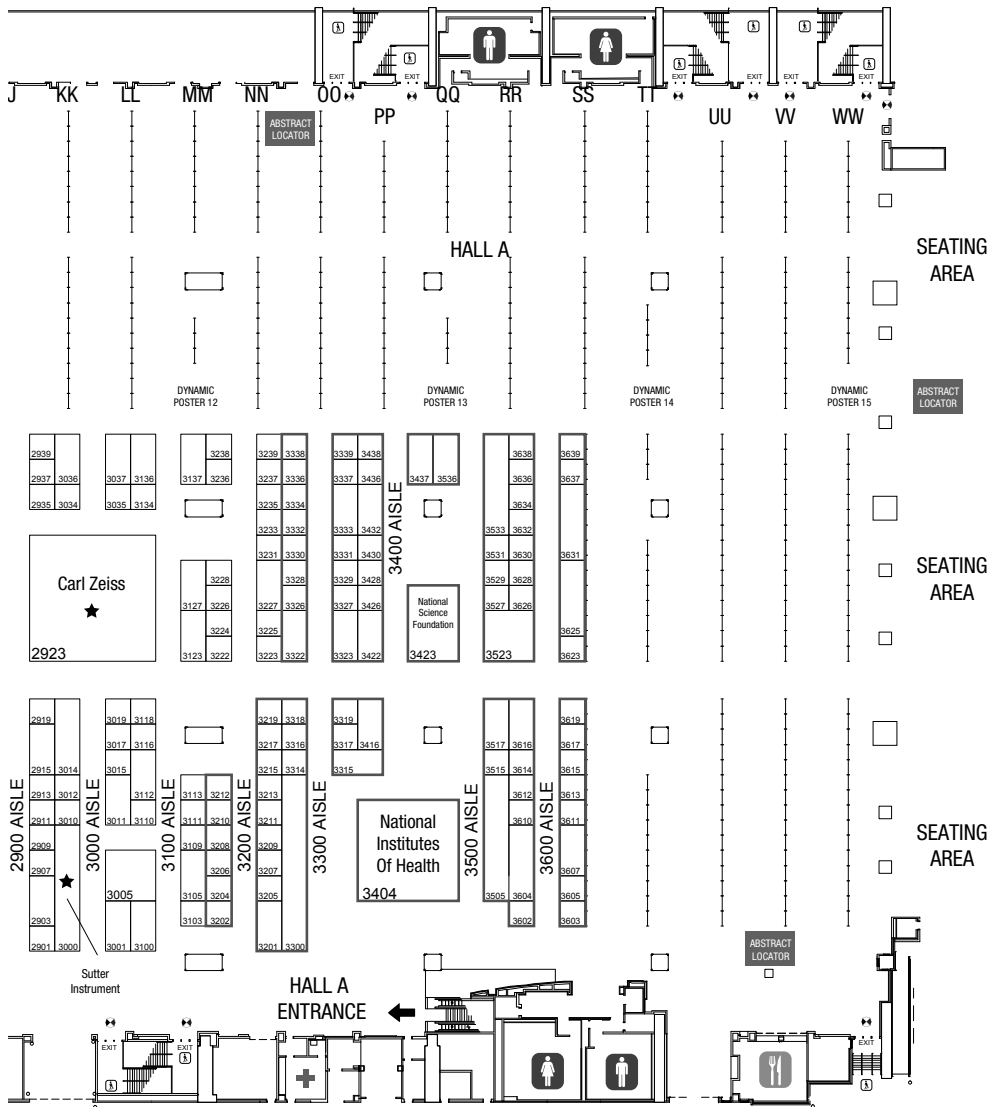 EXIT EXIT EXIT EXIT EXIT EXIT
J KK LL MM NN OO QQ RR SS TT
PP UU VV WW
ABSTRACT
LOCATOR
HALL A
SEATING
AREA
DYNAMIC
POSTER 12
DYNAMIC
POSTER 13
DYNAMIC
POSTER 14
DYNAMIC
POSTER 15
ABSTRACT
LOCATOR
2939 3238 3239 3338 3339 3438 3638 3639
2937 3036 3037 3136 3137 3236 3337 3436 3437 3536 3636 3637
2935 3034 3035 3134 3235 3334 3634
3233 3332 3333 3432 3533 3632
3400 AISLE
3231 3330 3331 3430 3531 3630 3631
Carl Zeiss
3228 3328 3329 3428 3529 3628
SEATING
AREA
3127 3226 3227 3326 3327 3426 3527 3626
National
Science
Foundation
3224 3225 3625
2923 3123 3222 3223 3322 3323 3422 3423 3523 3623
2919 3019 3118 3219 3318 3319 3619
3017 3116 3217 3316 3317 3416 3517 3616 3617
2915 3014 3015 3215 3314 3315 3515 3614 3615
2913 3012 3112 3113 3212 3213 3612 3613
2911 3010 3011 3110 3111 3210 3211 3610 3611
2900 AISLE
3000 AISLE
3100 AISLE
3200 AISLE
3300 AISLE
3500 AISLE
3600 AISLE
National
Institutes
Of Health
3404
SEATING
AREA
2909 3109 3208 3209
2907 3206 3207 3607
3005 3105 3204 3205 3505 3604 3605
2903 3103 3202 3602 3603
2901 3000 3001 3100 3201 3300
ABSTRACT
LOCATOR
Sutter
Instrument
HALL A
ENTRANCE
EXIT EXIT EXIT